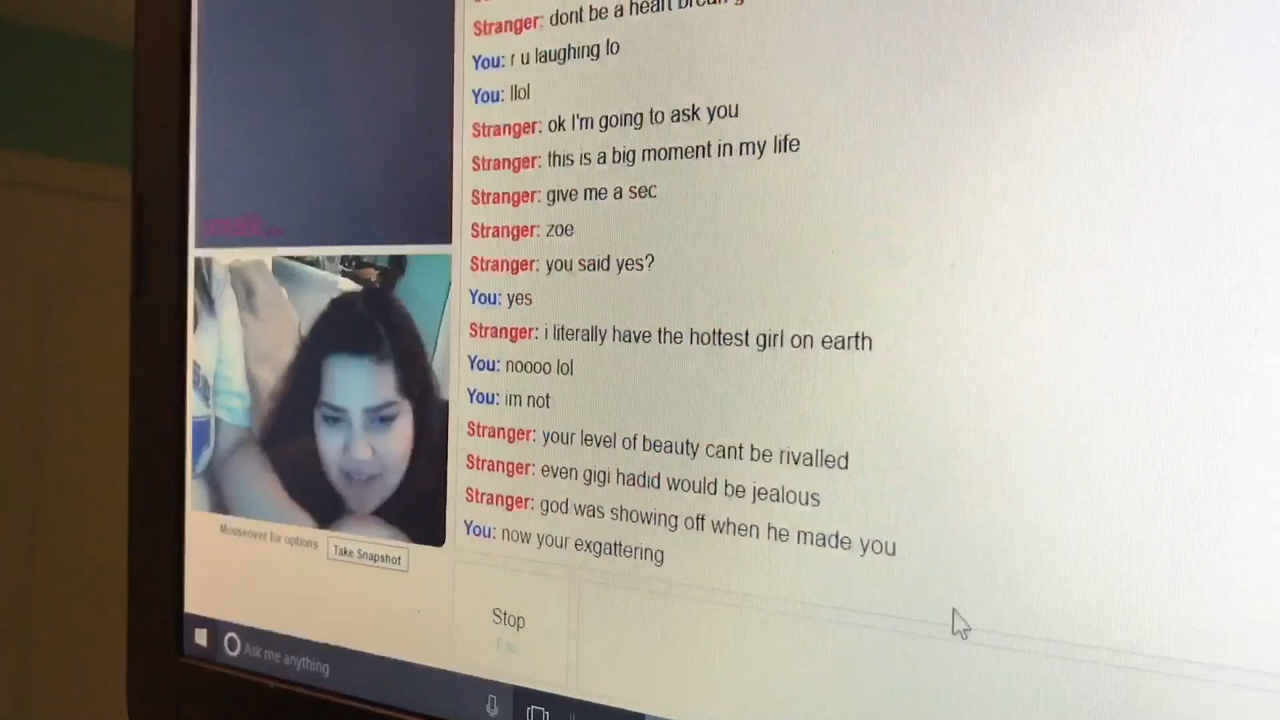 Stranger: dont be a heart
You: r u laughing lo
You: llol
Stranger: ok I'm going to ask you
Stranger: this is a big moment in my life
Stranger: give me a sec
Stranger: zoe
Stranger: you said yes?
You: yes
Stranger: i literally have the hottest girl on earth
You: noooo lol
You: im not
Stranger: your level of beauty cant be rivalled
Stranger: even gigi hadid would be jealous
Stranger: god was showing off when he made you
You: now your exgattering
Mouseover for options
Take Snapshot
Stop
Ask me anything